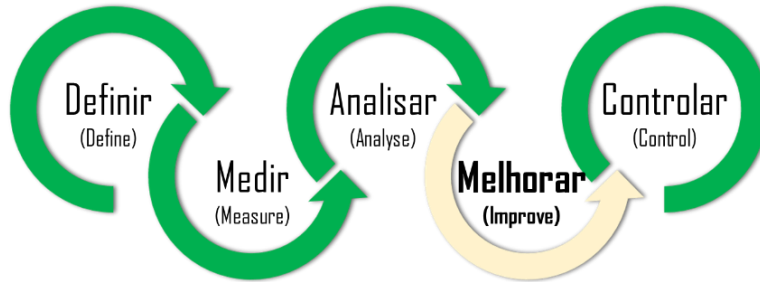 Definir
(Define)
Medir
(Measure)
Analisar
(Analyse)
Melhorar
(Improve)
Controlar
(Control)